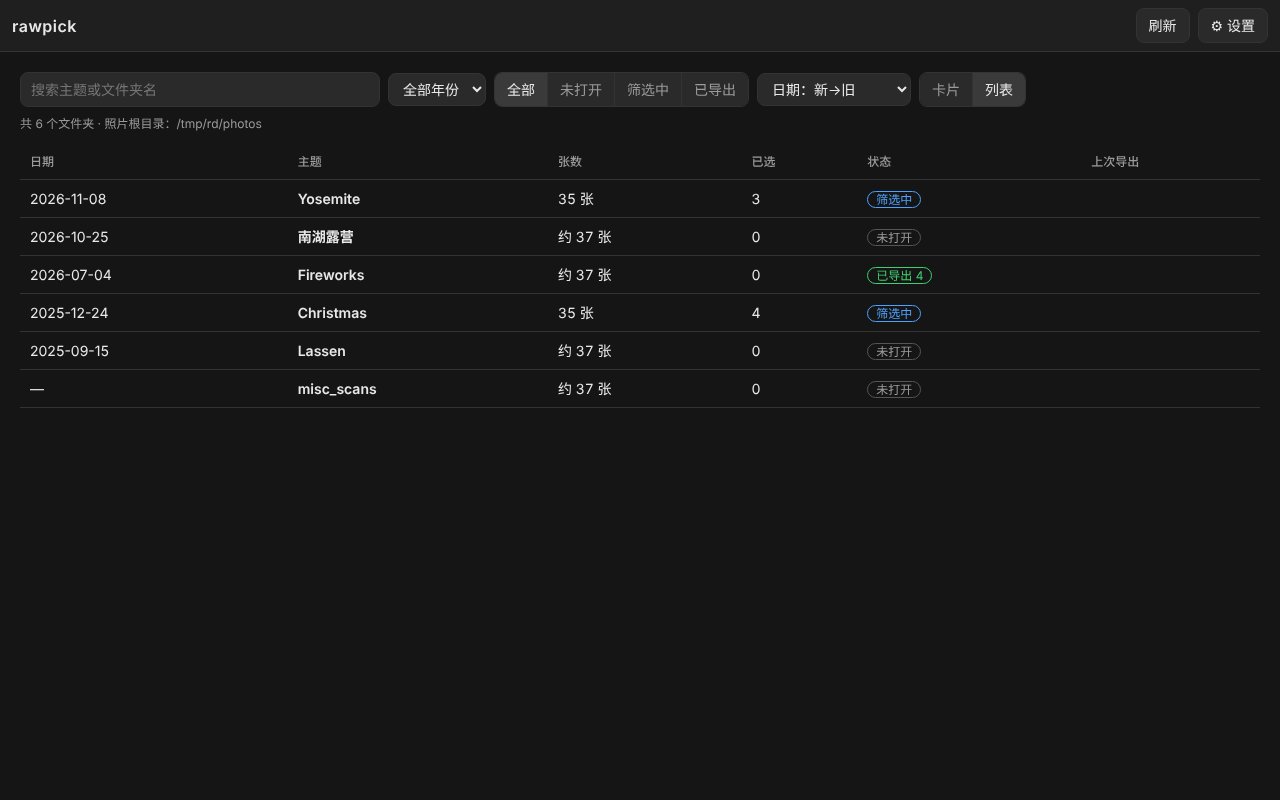 rawpick 刷新 ⚙ 设置
搜索主题或文件夹名 全部年份 全部 未打开 筛选中 已导出 日期：新→旧 卡片 列表
共 6 个文件夹 · 照片根目录：/tmp/rd/photos
日期 主题 张数 已选 状态 上次导出
2026-11-08 Yosemite 35 张 3 筛选中
2026-10-25 南湖露营 约 37 张 0 未打开
2026-07-04 Fireworks 约 37 张 0 已导出 4
2025-12-24 Christmas 35 张 4 筛选中
2025-09-15 Lassen 约 37 张 0 未打开
— misc_scans 约 37 张 0 未打开